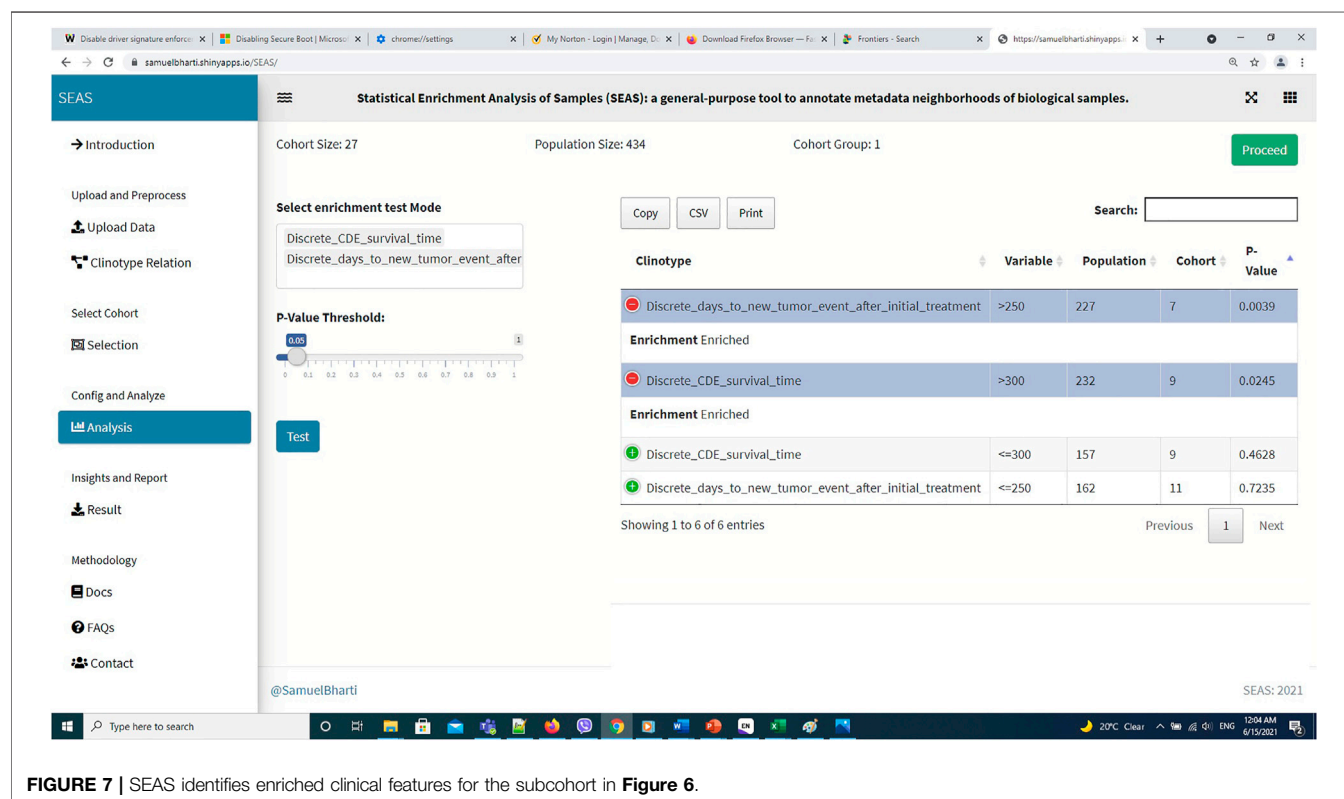 Disable driver signature enforce
Disabling Secure Boot | Microso
chrome://settings
My Norton - Login | Manage, Do
Download Firefox Browser — Fa
Frontiers - Search
https://samuelbharti.shinyapps.i
samuelbharti.shinyapps.io/SEAS/
SEAS
Statistical Enrichment Analysis of Samples (SEAS): a general-purpose tool to annotate metadata neighborhoods of biological samples.
Introduction
Upload and Preprocess
Upload Data
Clinotype Relation
Select Cohort
Selection
Config and Analyze
Analysis
Insights and Report
Result
Methodology
Docs
FAQs
Contact
Cohort Size: 27
Population Size: 434
Cohort Group: 1
Proceed
Select enrichment test Mode
Discrete_CDE_survival_time
Discrete_days_to_new_tumor_event_after
P-Value Threshold:
0.05 1
0 0.1 0.2 0.3 0.4 0.5 0.6 0.7 0.8 0.9 1
Test
Copy CSV Print Search:
Clinotype Variable Population Cohort P-Value
Discrete_days_to_new_tumor_event_after_initial_treatment >250 227 7 0.0039
Enrichment Enriched
Discrete_CDE_survival_time >300 232 9 0.0245
Enrichment Enriched
Discrete_CDE_survival_time <=300 157 9 0.4628
Discrete_days_to_new_tumor_event_after_initial_treatment <=250 162 11 0.7235
Showing 1 to 6 of 6 entries
Previous 1 Next
@SamuelBharti
SEAS: 2021
Type here to search
20°C Clear
ENG
12:04 AM
6/15/2021
FIGURE 7 | SEAS identifies enriched clinical features for the subcohort in Figure 6.